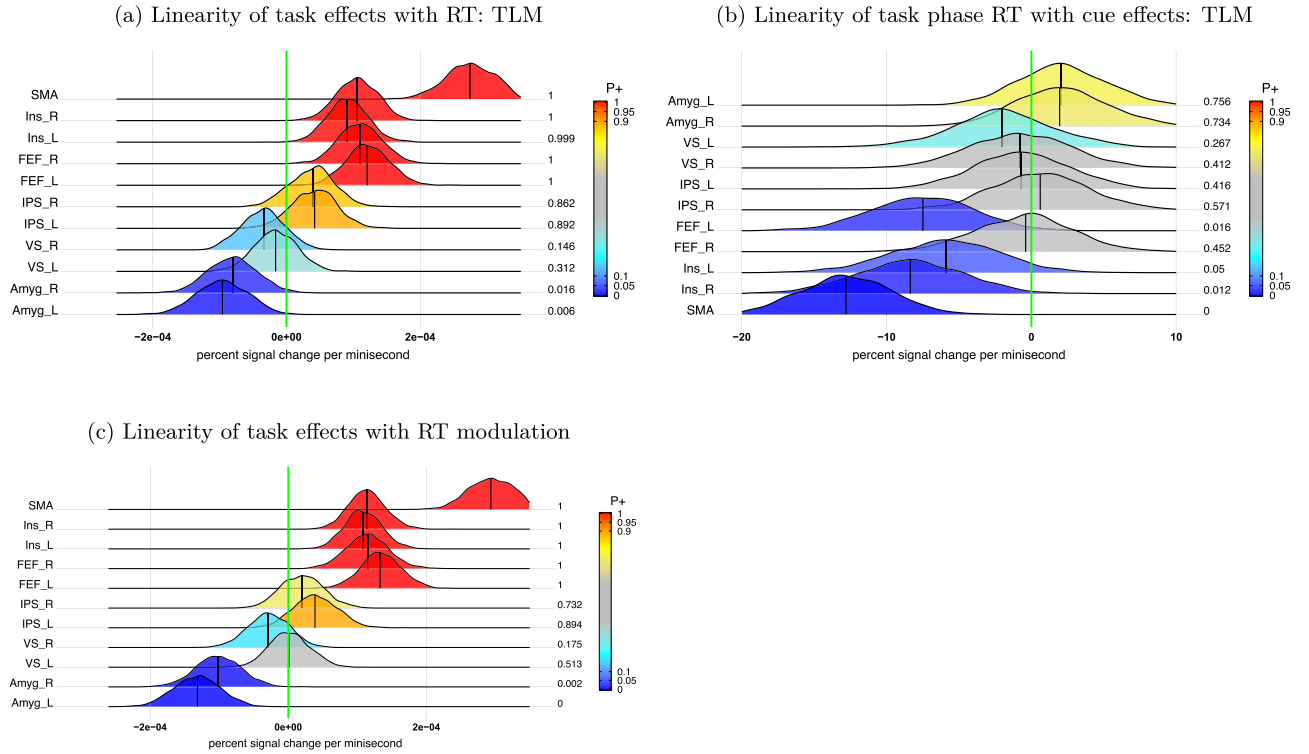 (a) Linearity of task effects with RT: TLM
SMA 1
Ins_R 1
Ins_L 0.999
FEF_R 1
FEF_L 1
IPS_R 0.862
IPS_L 0.892
VS_R 0.146
VS_L 0.312
Amyg_R 0.016
Amyg_L 0.006
−2e−04 0e+00 2e−04
percent signal change per minisecond
P+
1
0.95
0.9
0.1
0.05
0
(b) Linearity of task phase RT with cue effects: TLM
Amyg_L 0.756
Amyg_R 0.734
VS_L 0.267
VS_R 0.412
IPS_L 0.416
IPS_R 0.571
FEF_L 0.016
FEF_R 0.452
Ins_L 0.05
Ins_R 0.012
SMA 0
−20 −10 0 10
percent signal change per minisecond
P+
1
0.95
0.9
0.1
0.05
0
(c) Linearity of task effects with RT modulation
SMA 1
Ins_R 1
Ins_L 1
FEF_R 1
FEF_L 1
IPS_R 0.732
IPS_L 0.894
VS_R 0.175
VS_L 0.513
Amyg_R 0.002
Amyg_L 0
−2e−04 0e+00 2e−04
percent signal change per minisecond
P+
1
0.95
0.9
0.1
0.05
0